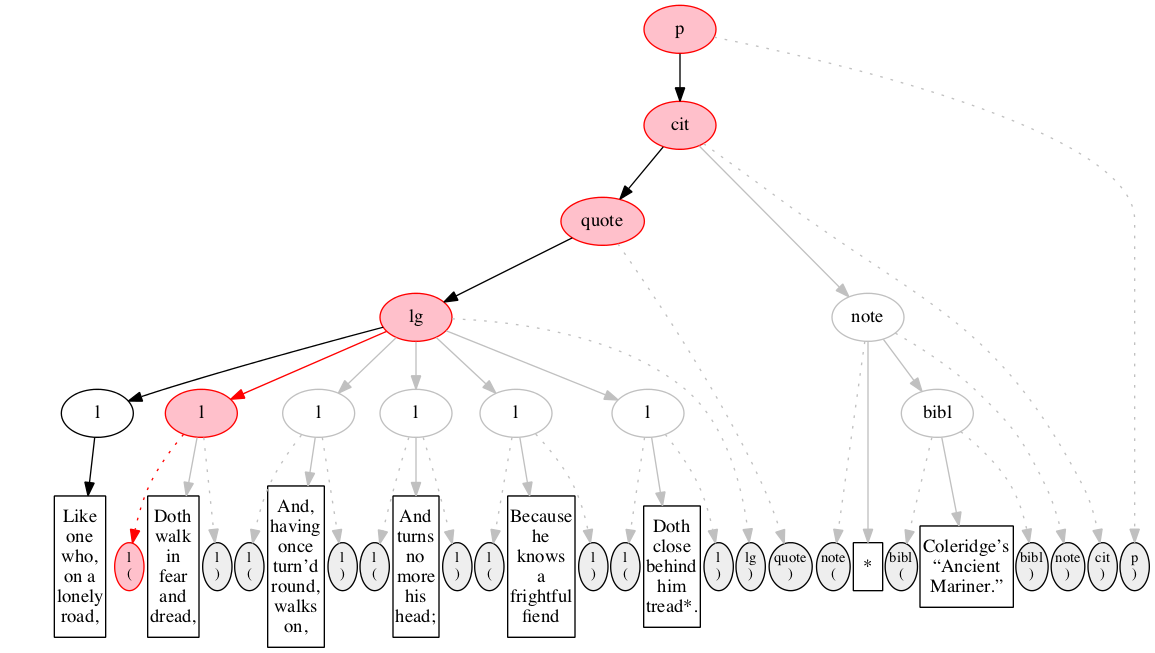 p
cit
quote
lg
note
l
l
l
l
l
l
bibl
Like
one
who,
on a
lonely
road,
l
(
Doth
walk
in
fear
and
dread,
l
)
l
(
And,
having
once
turn’d
round,
walks
on,
l
)
l
(
And
turns
no
more
his
head;
l
)
l
(
Because
he
knows
a
frightful
fiend
l
)
l
(
Doth
close
behind
him
tread*.
l
)
lg
)
quote
)
note
(
*
bibl
(
Coleridge’s
“Ancient
Mariner.”
bibl
)
note
)
cit
)
p
)